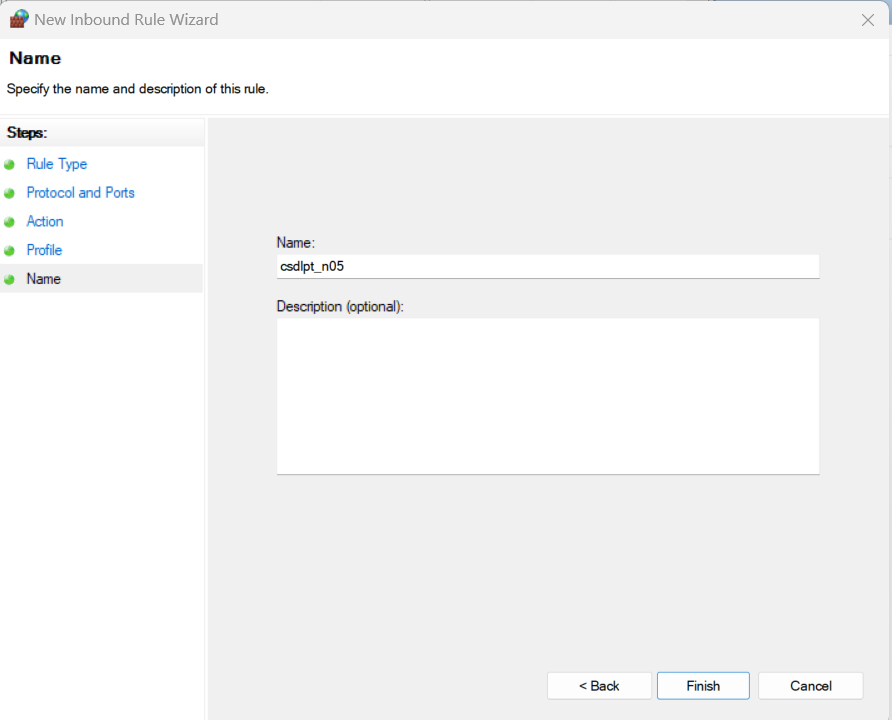 New Inbound Rule Wizard
Name
Specify the name and description of this rule.
Steps:
Rule Type
Protocol and Ports
Action
Profile
Name
Name:
csdlpt_n05
Description (optional):
< Back
Finish
Cancel